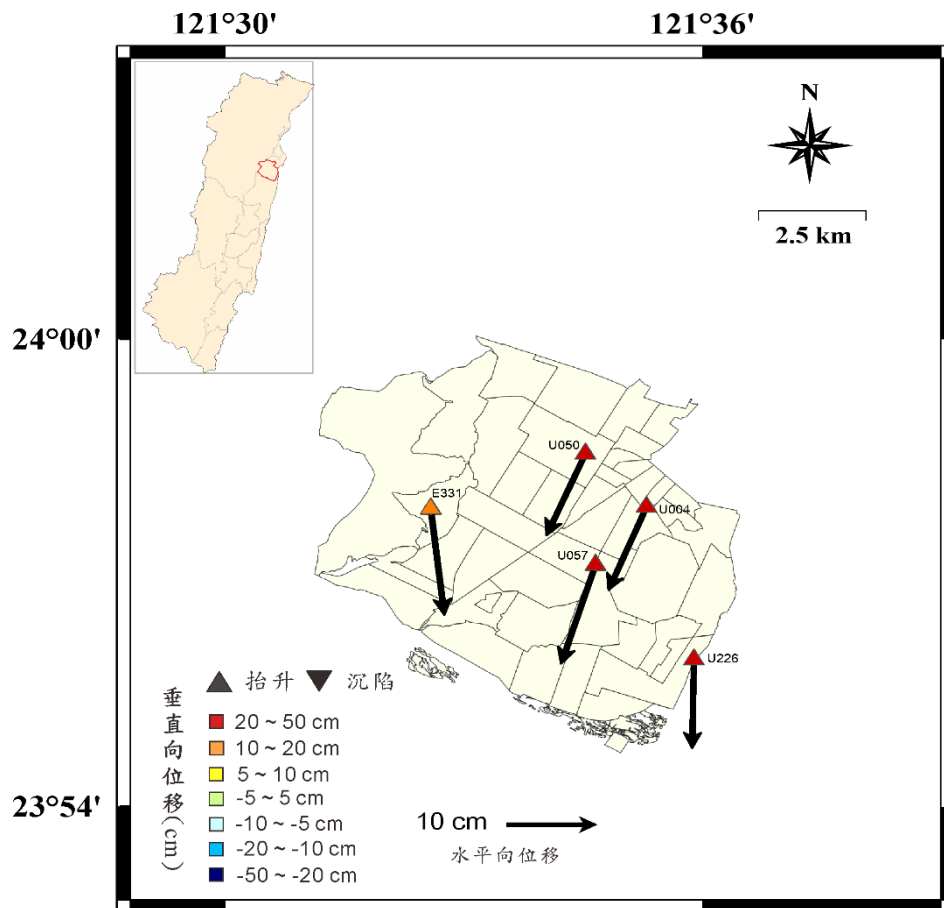 121°30' 121°36'
N
2.5 km
24°00'
U050
E331
U004
U057
U226
抬升 沉陷
垂直向位移(cm)
20 ~ 50 cm
10 ~ 20 cm
5 ~ 10 cm
-5 ~ 5 cm
-10 ~ -5 cm
-20 ~ -10 cm
-50 ~ -20 cm
23°54'
10 cm
水平向位移